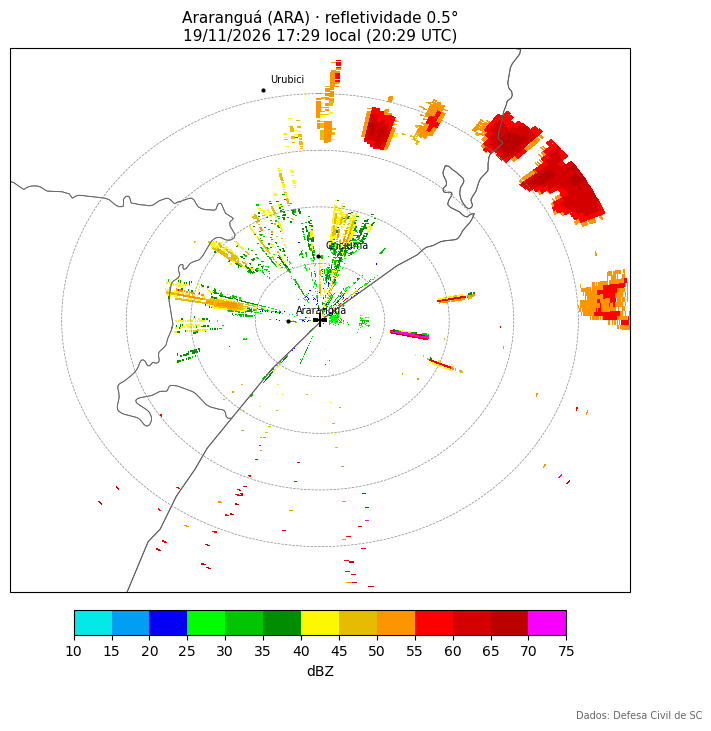 Araranguá (ARA) · refletividade 0.5°
19/11/2026 17:29 local (20:29 UTC)
Urubici
Criciúma
Araranguá
10 15 20 25 30 35 40 45 50 55 60 65 70 75
dBZ
Dados: Defesa Civil de SC